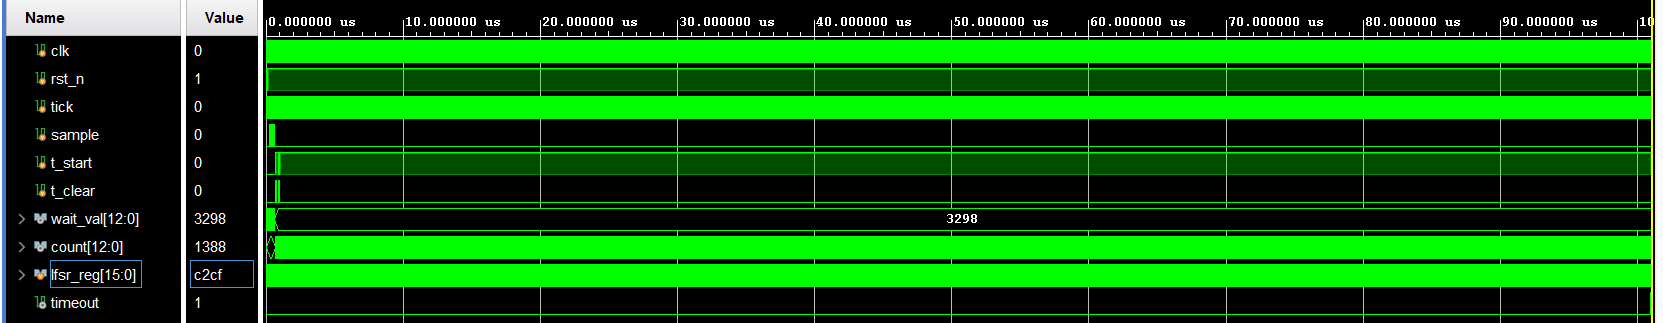 Name Value 0.000000 us 10.000000 us 20.000000 us 30.000000 us 40.000000 us 50.000000 us 60.000000 us 70.000000 us 80.000000 us 90.000000 us 10
clk 0
rst_n 1
tick 0
sample 0
t_start 0
t_clear 0
wait_val[12:0] 3298 3298
count[12:0] 1388
lfsr_reg[15:0] c2cf
timeout 1